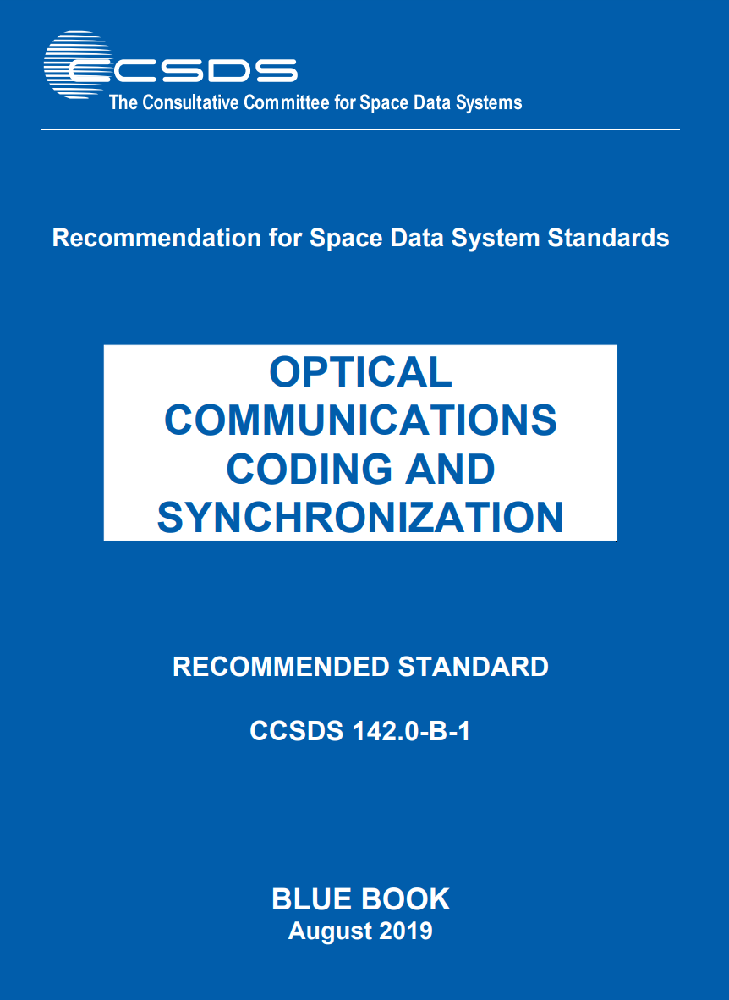 CCSDS
The Consultative Committee for Space Data Systems
Recommendation for Space Data System Standards
OPTICAL
COMMUNICATIONS
CODING AND
SYNCHRONIZATION
RECOMMENDED STANDARD
CCSDS 142.0-B-1
BLUE BOOK
August 2019